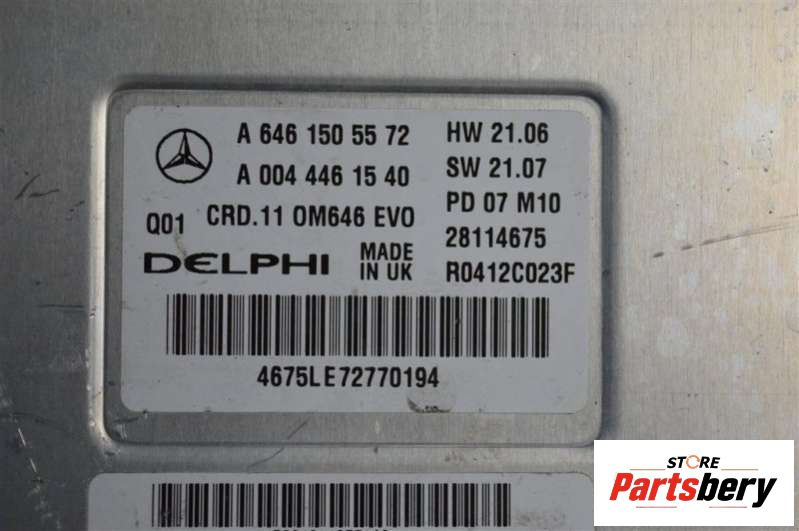 A 646 150 55 72 HW 21.06
A 004 446 15 40 SW 21.07
Q01 CRD.11 OM646 EVO PD 07 M10
28114675
DELPHI MADE IN UK R0412C023F
4675LE72770194
STORE
Partsbery